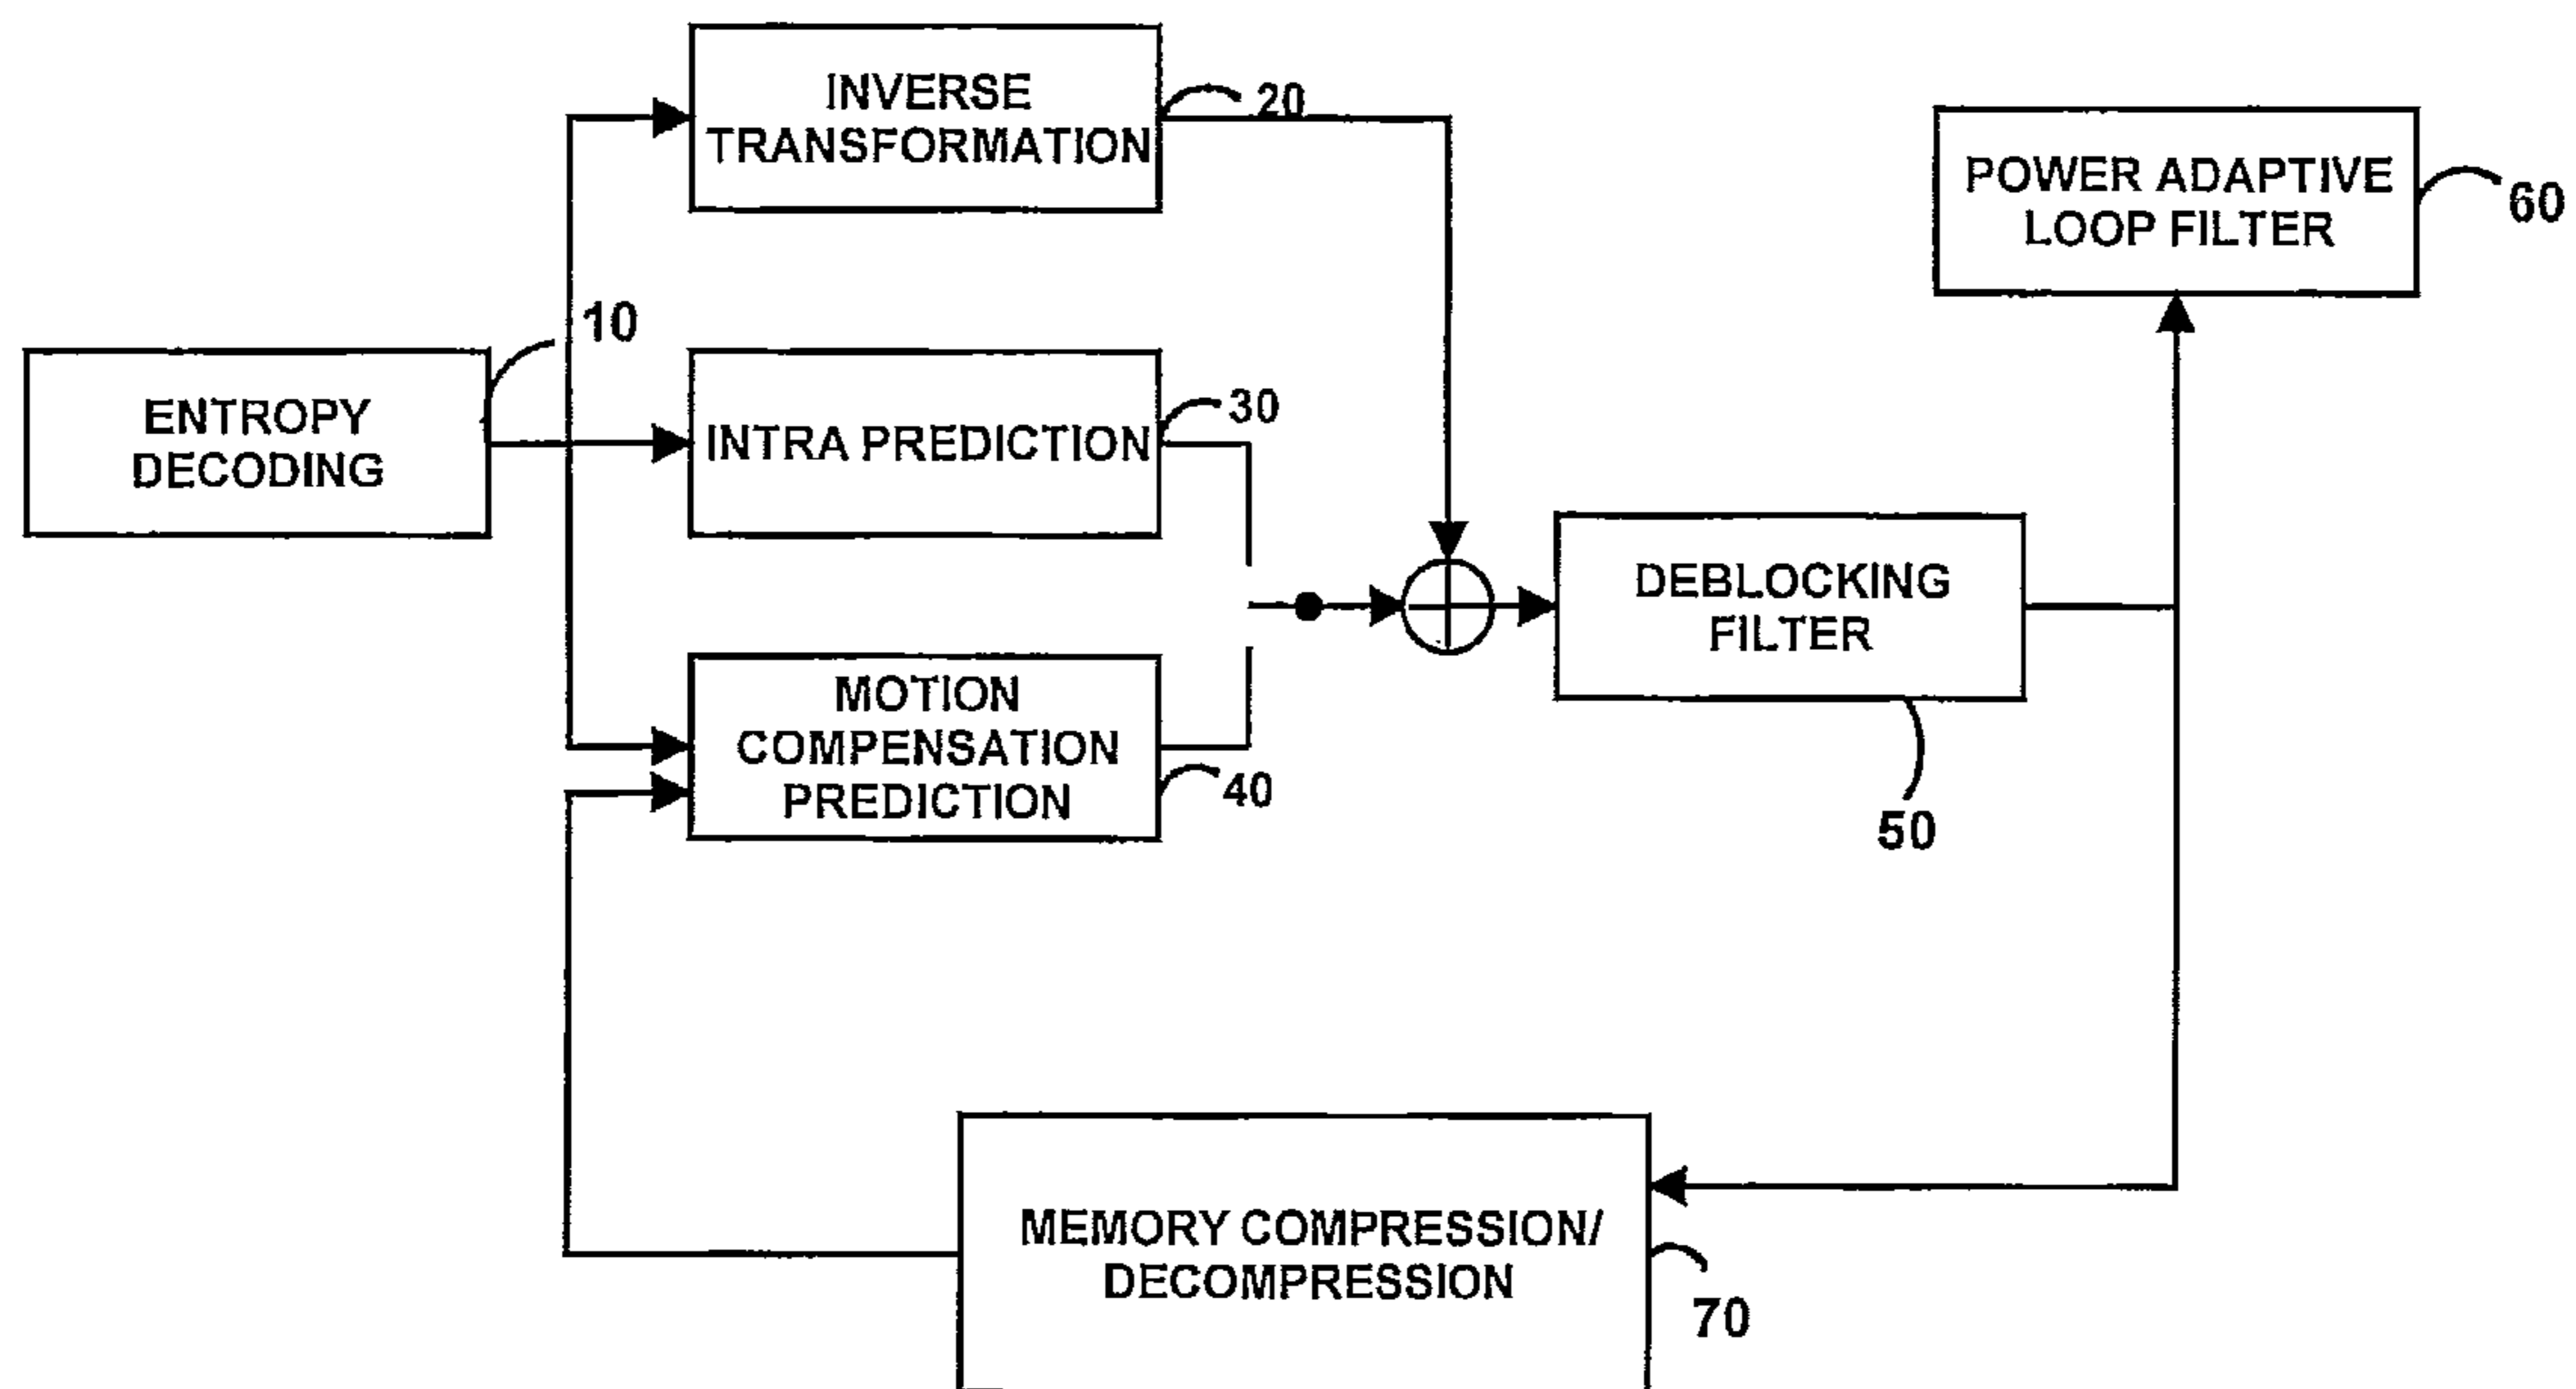 INVERSE
TRANSFORMATION
20
POWER ADAPTIVE
LOOP FILTER
60
10
ENTROPY
DECODING
INTRA PREDICTION
30
DEBLOCKING
FILTER
50
MOTION
COMPENSATION
PREDICTION
40
MEMORY COMPRESSION/
DECOMPRESSION
70